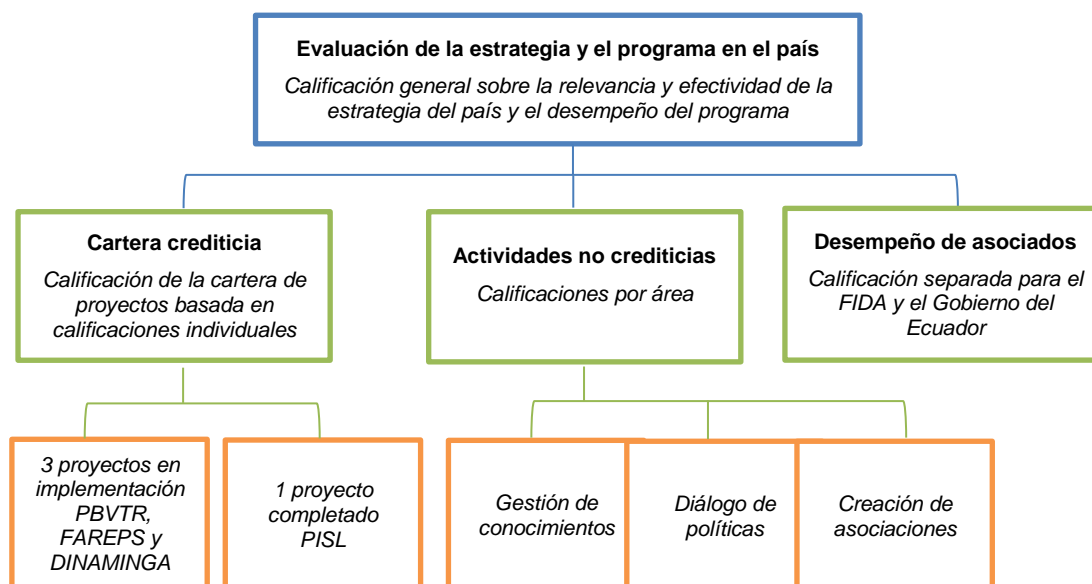 Evaluación de la estrategia y el programa en el país
Calificación general sobre la relevancia y efectividad de la
estrategia del país y el desempeño del programa
Cartera crediticia
Calificación de la cartera de
proyectos basada en
calificaciones individuales
Actividades no crediticias
Calificaciones por área
Desempeño de asociados
Calificación separada para el
FIDA y el Gobierno del
Ecuador
3 proyectos en
implementación
PBVTR,
FAREPS y
DINAMINGA
1 proyecto
completado
PISL
Gestión de
conocimientos
Diálogo de
políticas
Creación de
asociaciones